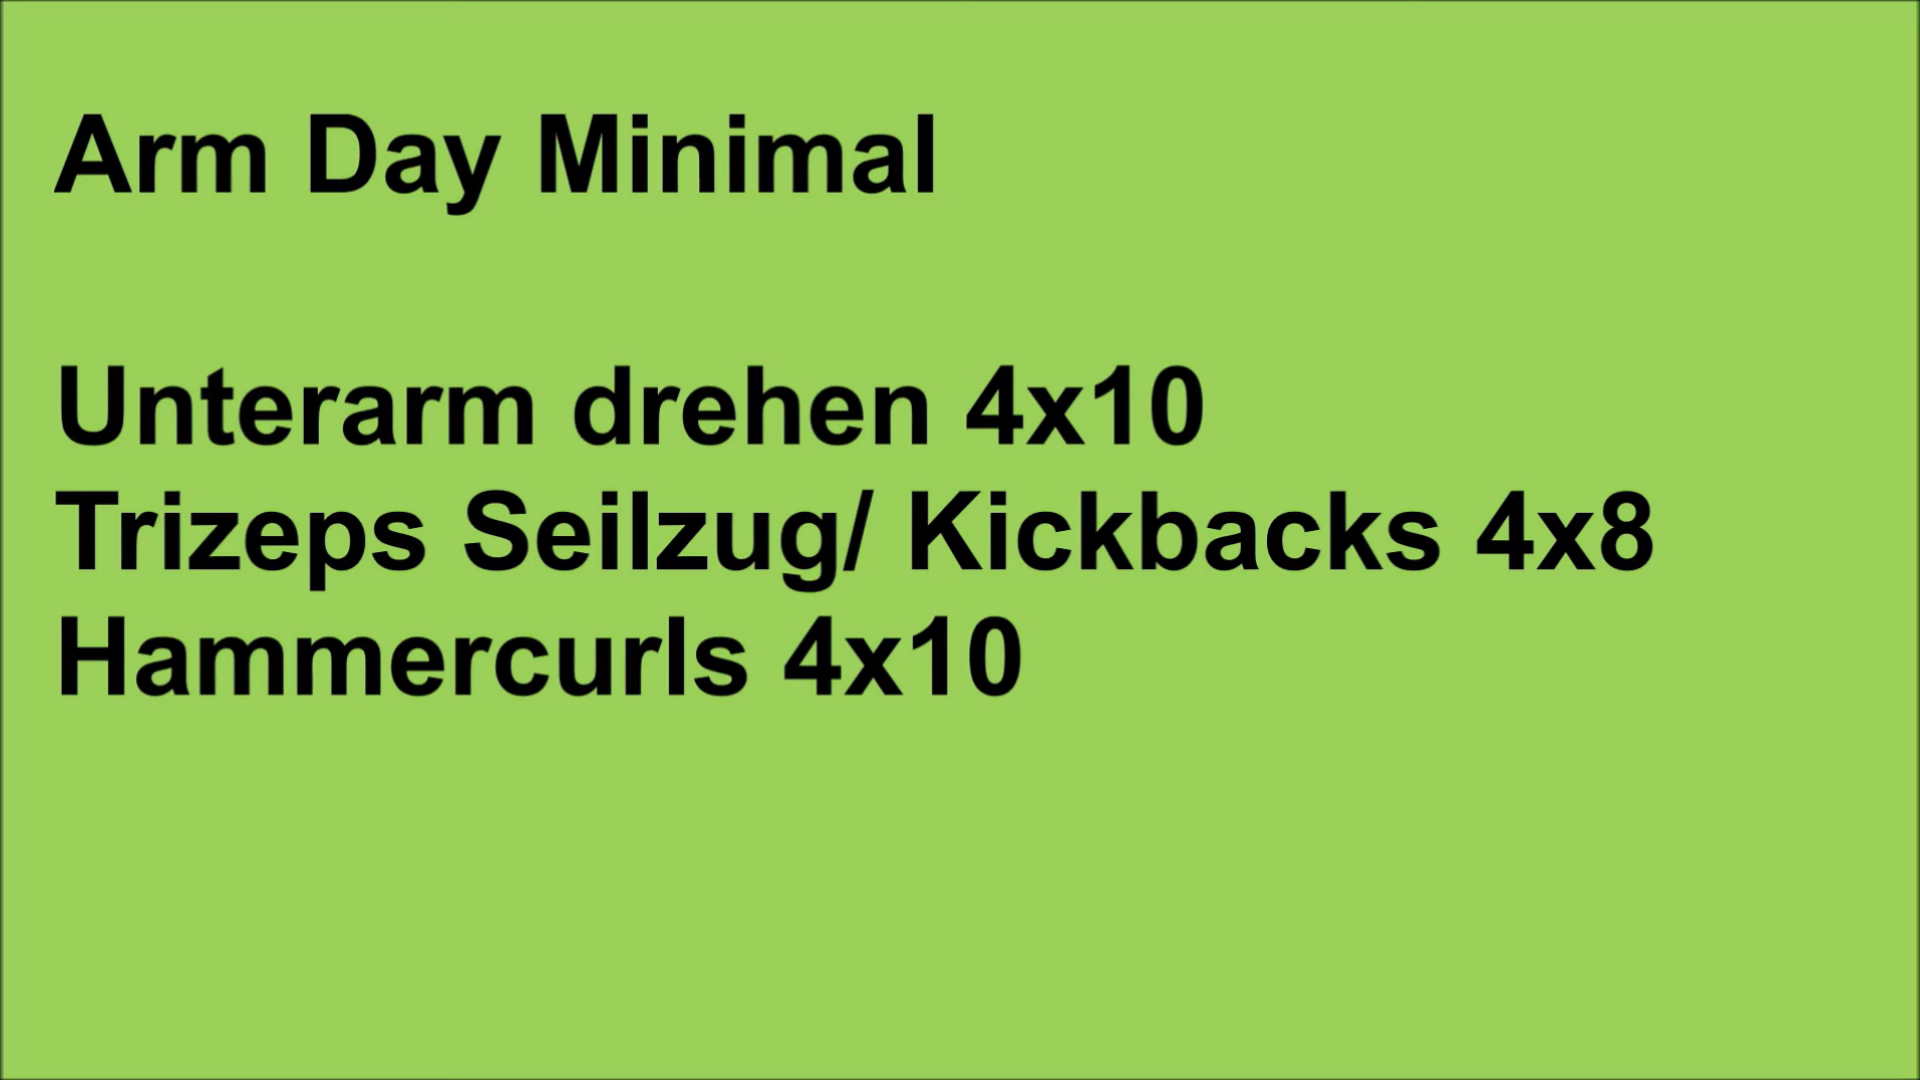 Arm Day Minimal
Unterarm drehen 4x10
Trizeps Seilzug/ Kickbacks 4x8
Hammercurls 4x10